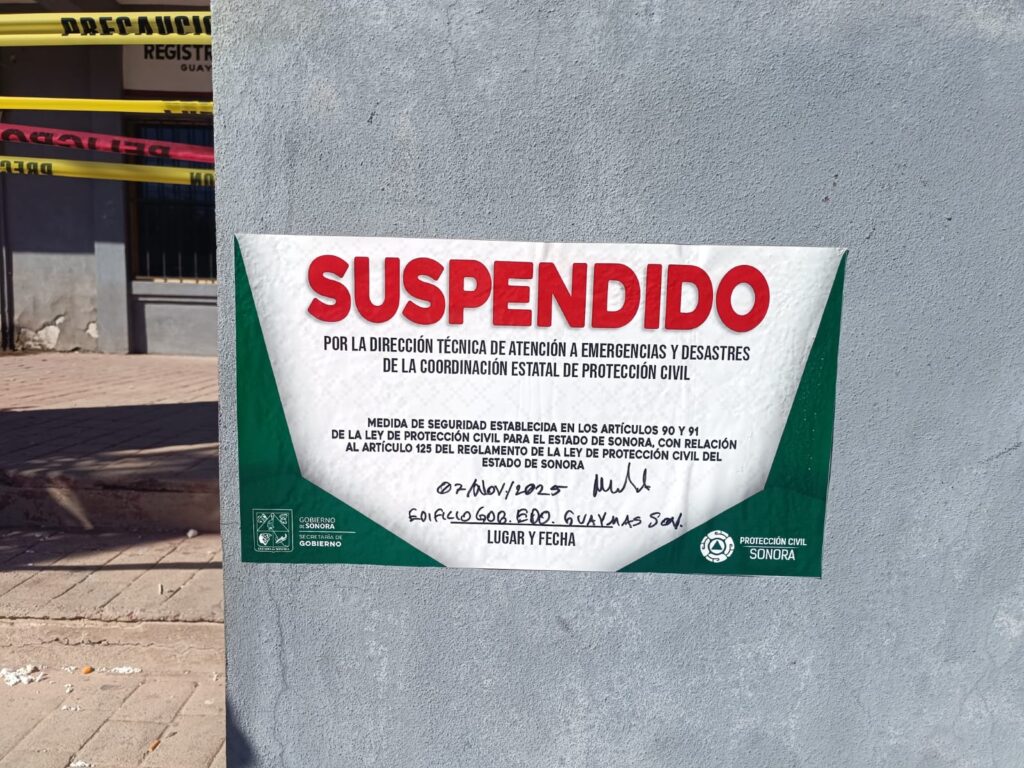 PRECAUCIO
REGISTR
GUAY
PELIGRO
PREC
ION
SUSPENDIDO
POR LA DIRECCIÓN TÉCNICA DE ATENCIÓN A EMERGENCIAS Y DESASTRES
DE LA COORDINACIÓN ESTATAL DE PROTECCIÓN CIVIL
MEDIDA DE SEGURIDAD ESTABLECIDA EN LOS ARTÍCULOS 90 Y 91
DE LA LEY DE PROTECCIÓN CIVIL PARA EL ESTADO DE SONORA, CON RELACIÓN
AL ARTÍCULO 125 DEL REGLAMENTO DE LA LEY DE PROTECCIÓN CIVIL DEL
ESTADO DE SONORA
07/NOV/2025
EDIFICIO GOB. EDO. GUAYMAS SON.
LUGAR Y FECHA
GOBIERNO
DE SONORA
SECRETARÍA DE
GOBIERNO
PROTECCIÓN CIVIL
SONORA